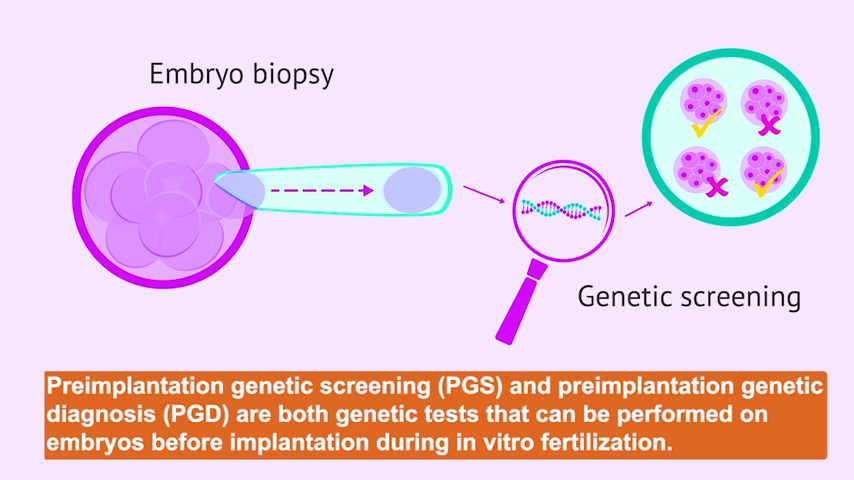 Embryo biopsy
Genetic screening
Preimplantation genetic screening (PGS) and preimplantation genetic
diagnosis (PGD) are both genetic tests that can be performed on
embryos before implantation during in vitro fertilization.